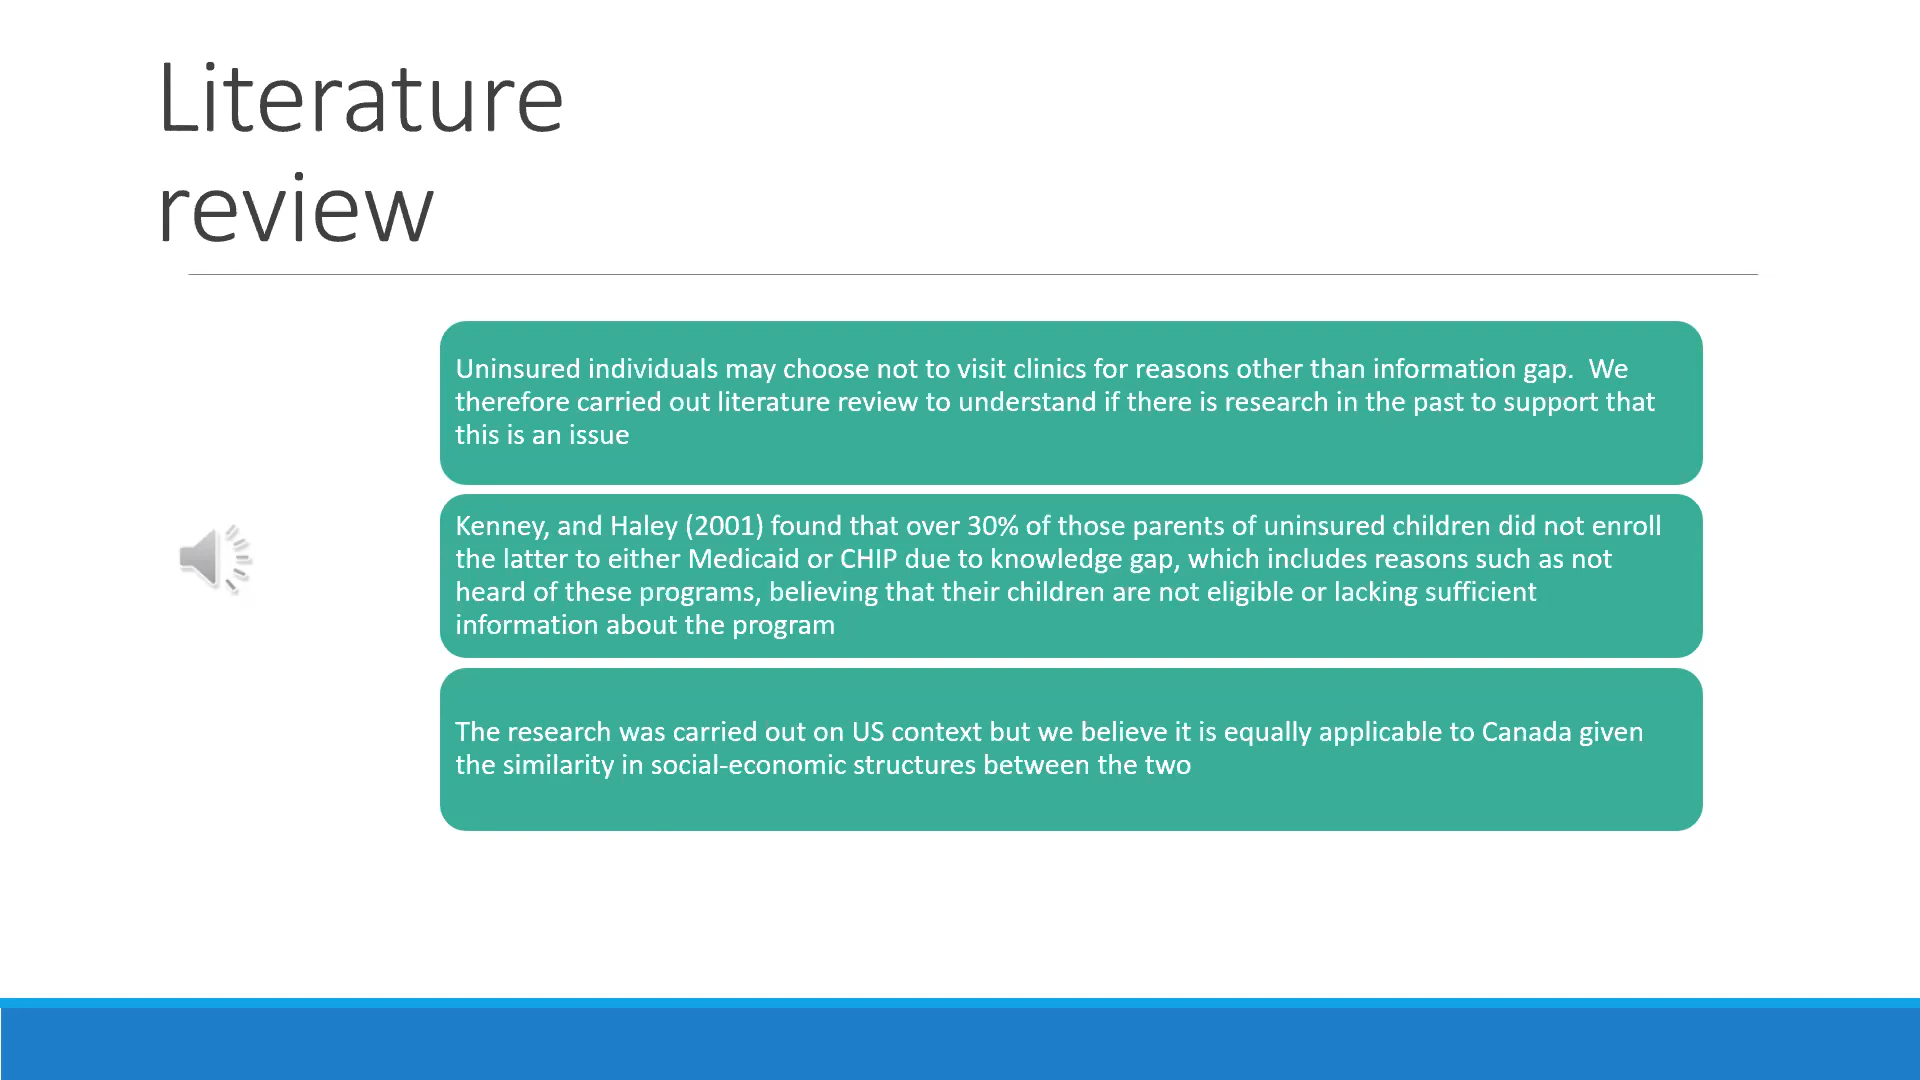 Literature
review
Uninsured individuals may choose not to visit clinics for reasons other than information gap.  We
therefore carried out literature review to understand if there is research in the past to support that
this is an issue
Kenney, and Haley (2001) found that over 30% of those parents of uninsured children did not enroll
the latter to either Medicaid or CHIP due to knowledge gap, which includes reasons such as not
heard of these programs, believing that their children are not eligible or lacking sufficient
information about the program
The research was carried out on US context but we believe it is equally applicable to Canada given
the similarity in social-economic structures between the two